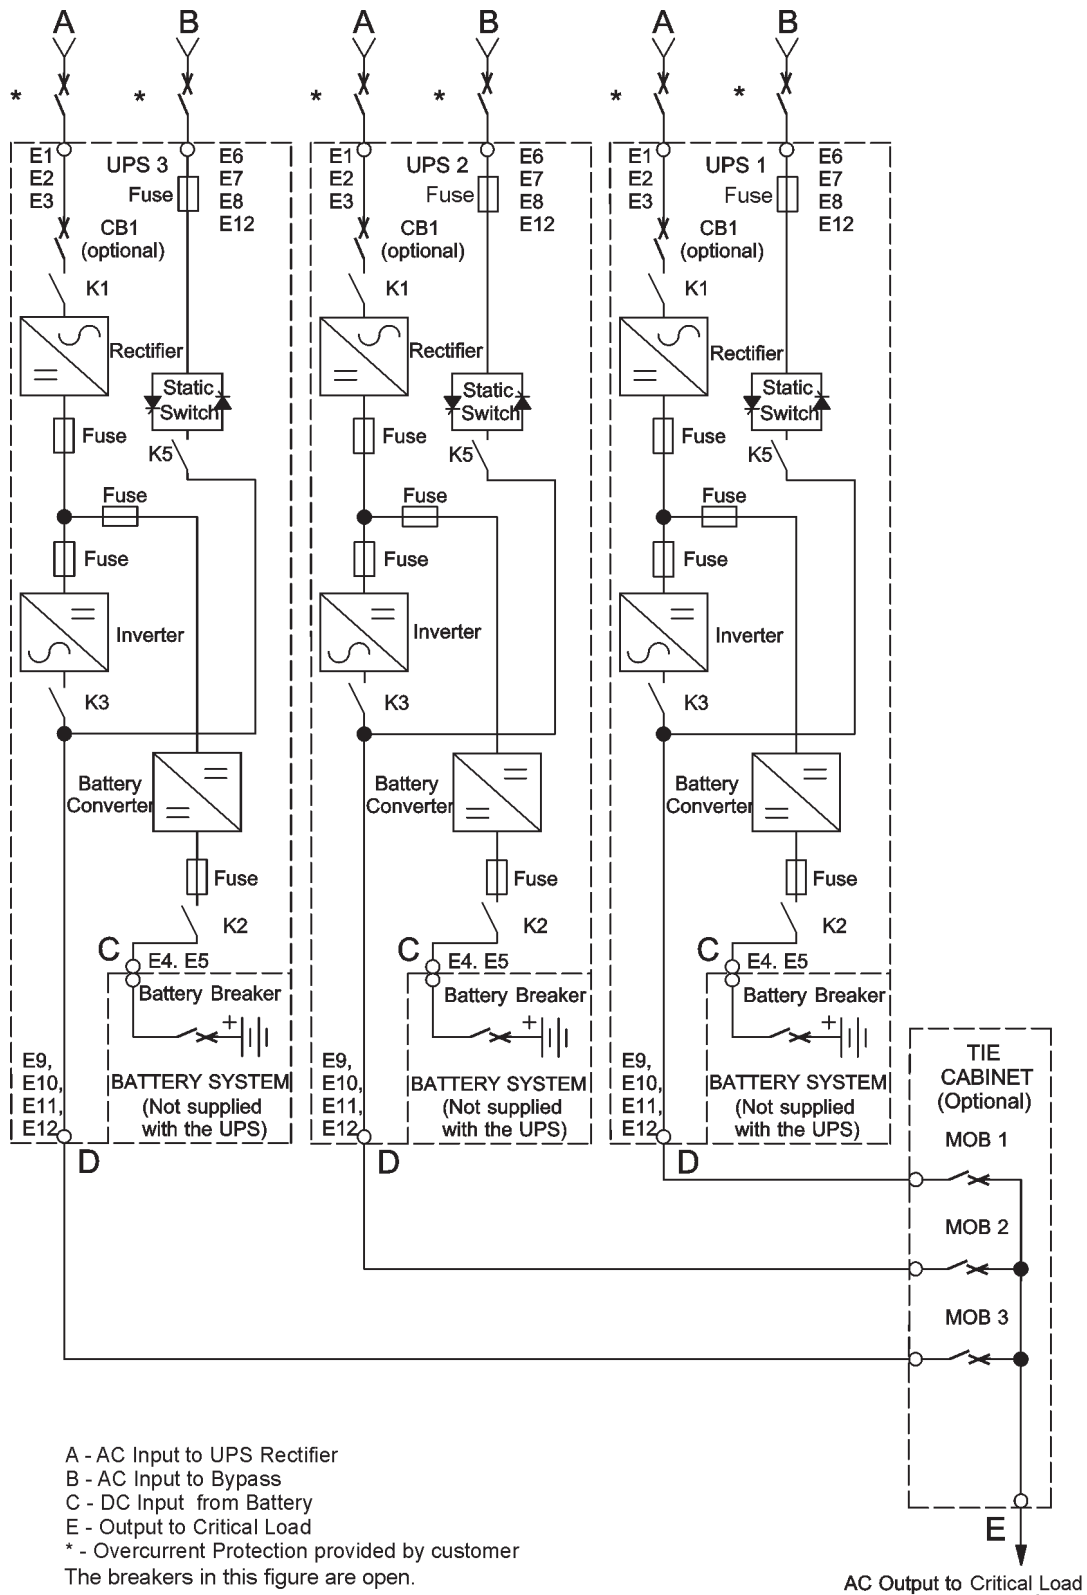 A B A B A B
* * * * * *
E1 UPS 3 E6
E2 Fuse E7
E3 E8
CB1 E12
(optional)
K1
Rectifier
Static
Switch
Fuse
K5
Fuse
Fuse
Inverter
K3
Battery
Converter
Fuse
K2
C
E4. E5
Battery Breaker
+
E9,
E10,
E11,
E12
BATTERY SYSTEM
(Not supplied
with the UPS)
D
E1 UPS 2 E6
E2 Fuse E7
E3 E8
CB1 E12
(optional)
K1
Rectifier
Static
Switch
Fuse
K5
Fuse
Fuse
Inverter
K3
Battery
Converter
Fuse
K2
C
E4. E5
Battery Breaker
+
E9,
E10,
E11,
E12
BATTERY SYSTEM
(Not supplied
with the UPS)
D
E1 UPS 1 E6
E2 Fuse E7
E3 E8
CB1 E12
(optional)
K1
Rectifier
Static
Switch
Fuse
K5
Fuse
Fuse
Inverter
K3
Battery
Converter
Fuse
K2
C
E4. E5
Battery Breaker
+
E9,
E10,
E11,
E12
BATTERY SYSTEM
(Not supplied
with the UPS)
D
TIE
CABINET
(Optional)
MOB 1
MOB 2
MOB 3
E
AC Output to Critical Load
A - AC Input to UPS Rectifier
B - AC Input to Bypass
C - DC Input from Battery
E - Output to Critical Load
* - Overcurrent Protection provided by customer
The breakers in this figure are open.